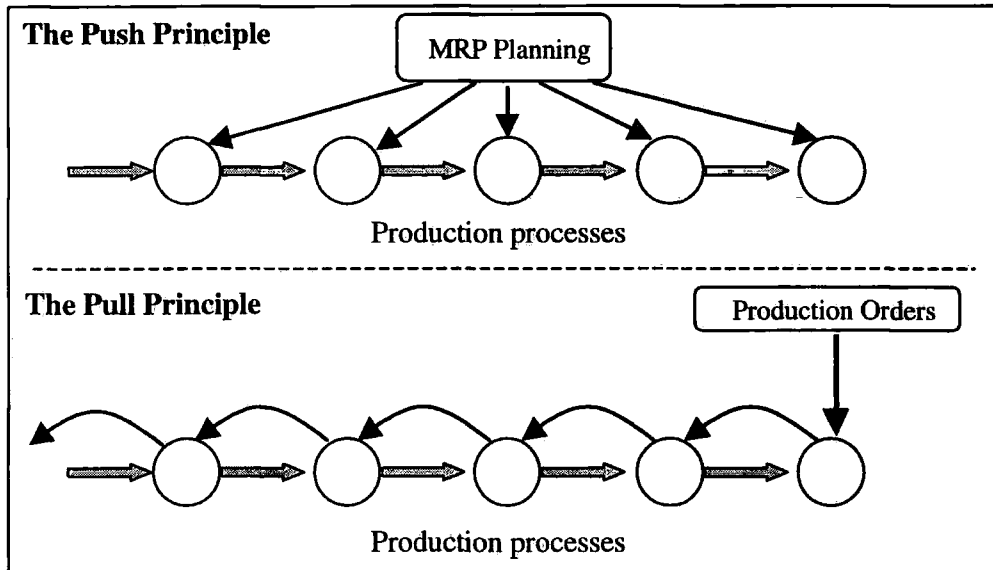 The Push Principle
MRP Planning
Production processes
The Pull Principle
Production Orders
Production processes